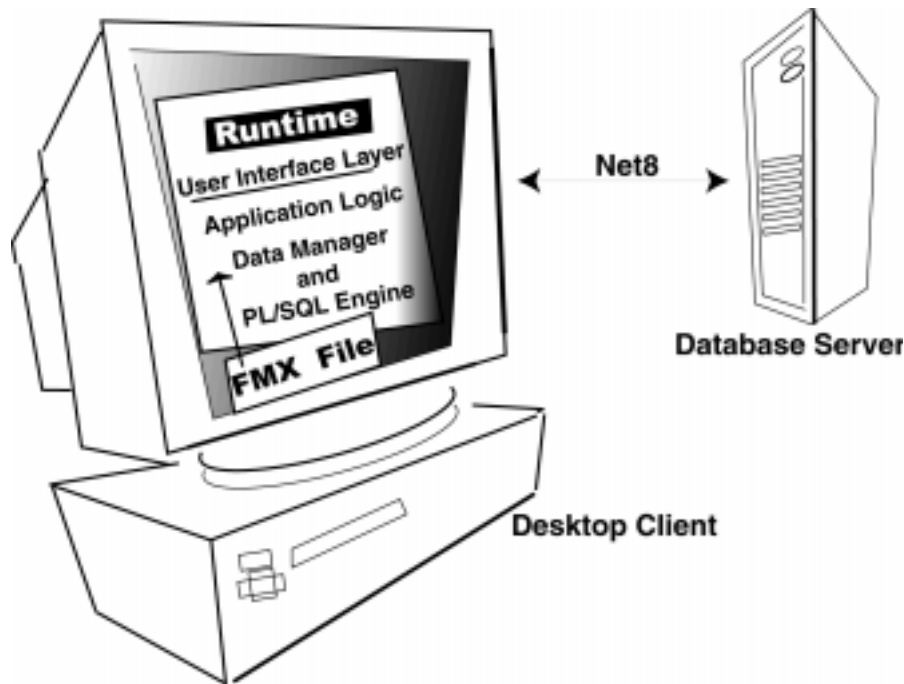 Runtime
User Interface Layer
Application Logic
Data Manager
and
PL/SQL Engine
FMX File
Net8
Database Server
Desktop Client